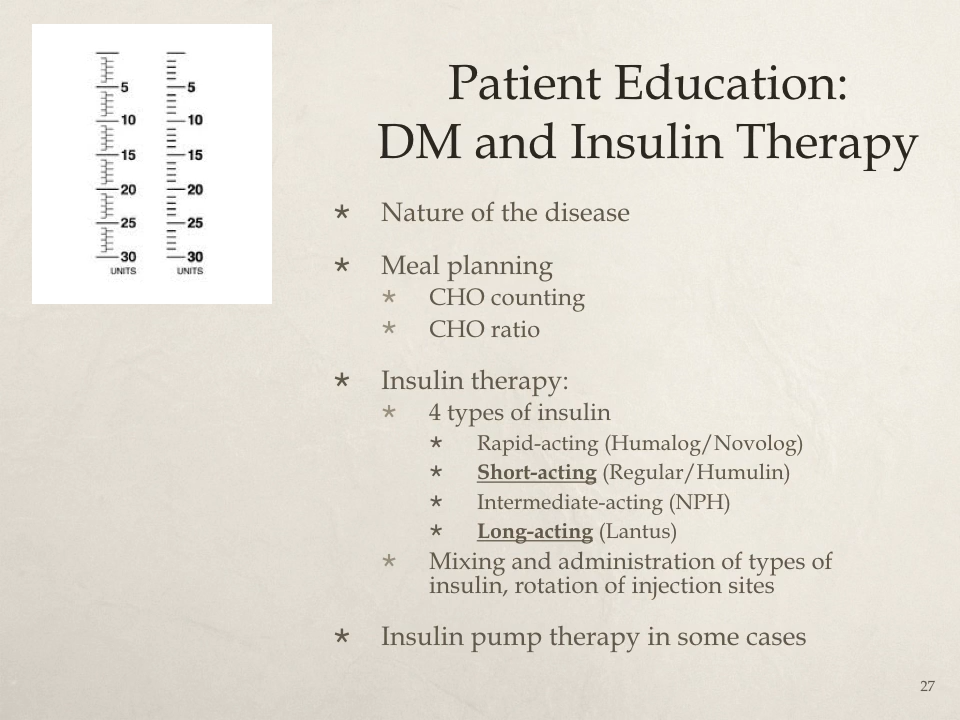 5 5
10 10
15 15
20 20
25 25
30 30
UNITS UNITS
Patient Education:
DM and Insulin Therapy
* Nature of the disease
* Meal planning
* CHO counting
* CHO ratio
* Insulin therapy:
* 4 types of insulin
* Rapid-acting (Humalog/Novolog)
* Short-acting (Regular/Humulin)
* Intermediate-acting (NPH)
* Long-acting (Lantus)
* Mixing and administration of types of
insulin, rotation of injection sites
* Insulin pump therapy in some cases
27